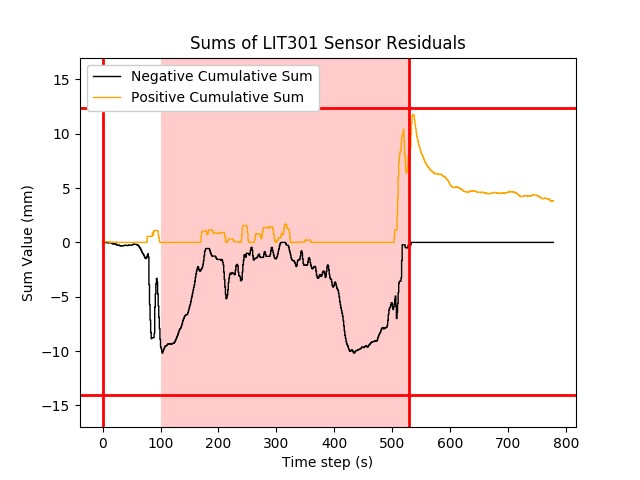 Sums of LIT301 Sensor Residuals
Negative Cumulative Sum
Positive Cumulative Sum
15
10
5
0
−5
−10
−15
Sum Value (mm)
0 100 200 300 400 500 600 700 800
Time step (s)